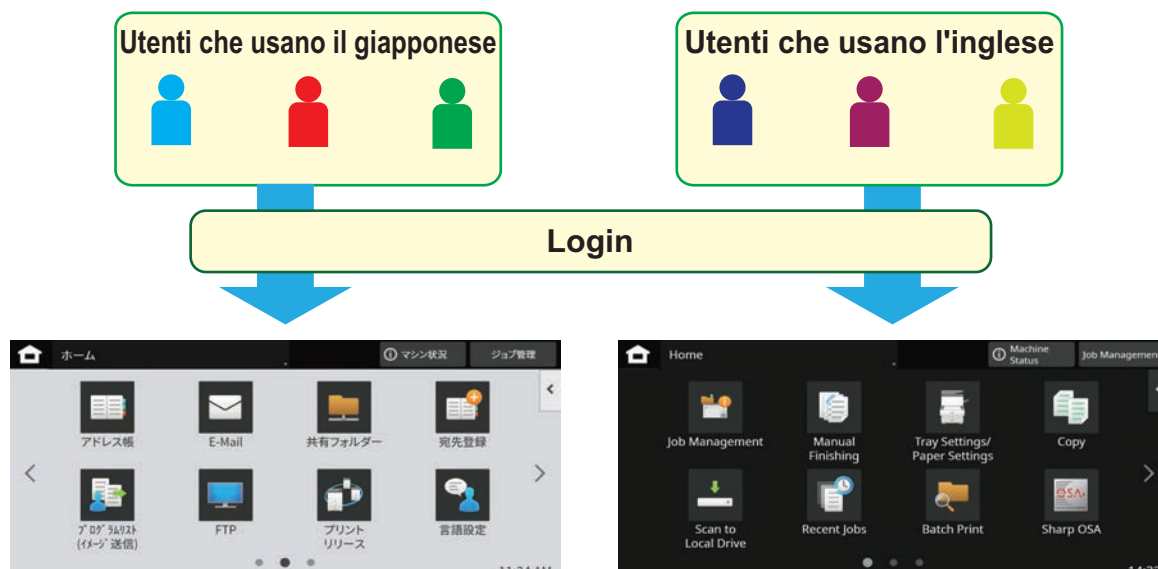 Utenti che usano il giapponese
Utenti che usano l'inglese
Login
ホーム
マシン状況
ジョブ管理
アドレス帳
E-Mail
共有フォルダー
宛先登録
プログラムリスト
(イメージ送信)
FTP
プリント
リリース
言語設定
Home
Machine
Status
Job Management
Job Management
Manual
Finishing
Tray Settings/
Paper Settings
Copy
Scan to
Local Drive
Recent Jobs
Batch Print
Sharp OSA